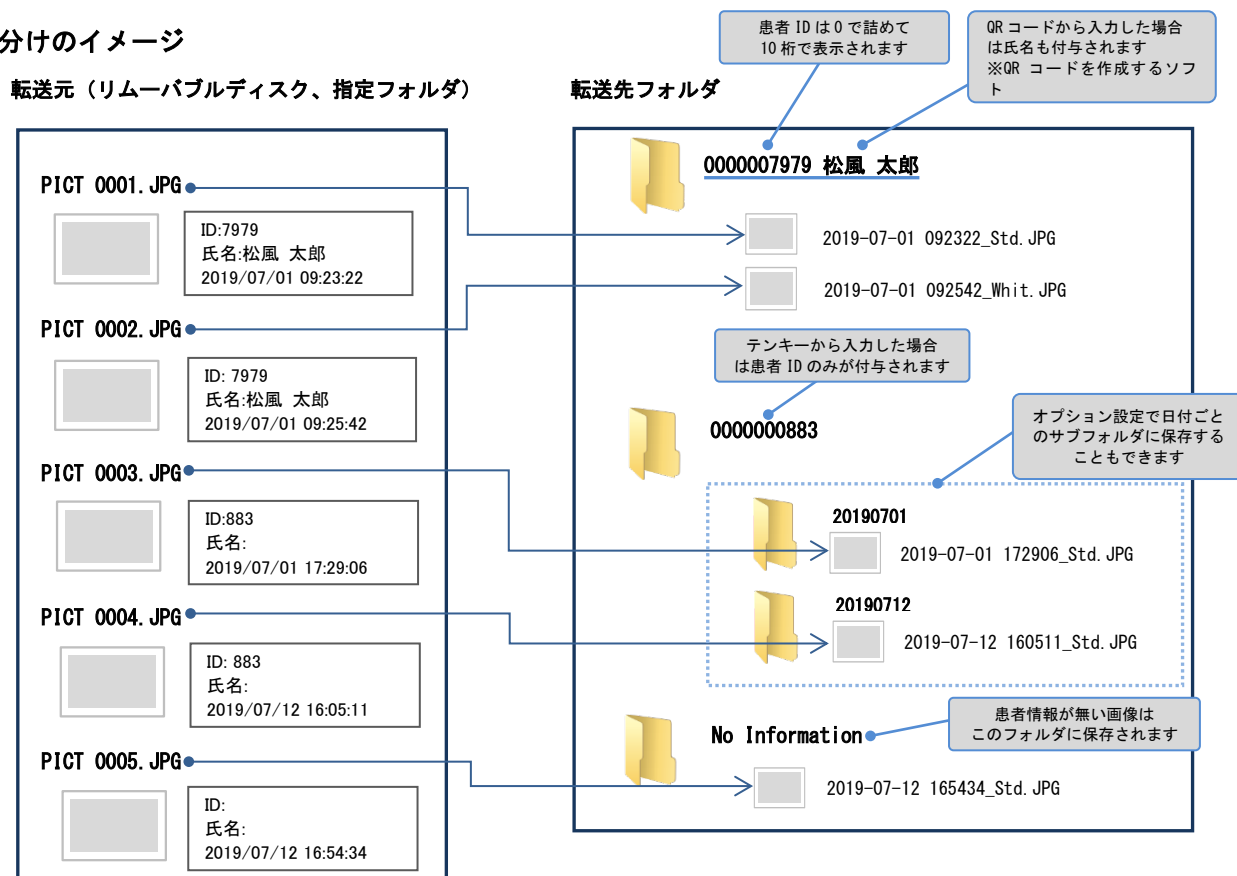 分けのイメージ
転送元（リムーバブルディスク、指定フォルダ）
PICT 0001.JPG
ID:7979
氏名:松風 太郎
2019/07/01 09:23:22
PICT 0002.JPG
ID: 7979
氏名:松風 太郎
2019/07/01 09:25:42
PICT 0003.JPG
ID:883
氏名:
2019/07/01 17:29:06
PICT 0004.JPG
ID: 883
氏名:
2019/07/12 16:05:11
PICT 0005.JPG
ID:
氏名:
2019/07/12 16:54:34
転送先フォルダ
患者 ID は 0 で詰めて
10 桁で表示されます
QR コードから入力した場合
は氏名も付与されます
※QR コードを作成するソフ
ト
0000007979 松風 太郎
2019-07-01 092322_Std.JPG
2019-07-01 092542_Whit.JPG
テンキーから入力した場合
は患者 ID のみが付与されます
0000000883
オプション設定で日付ごと
のサブフォルダに保存する
こともできます
20190701
2019-07-01 172906_Std.JPG
20190712
2019-07-12 160511_Std.JPG
No Information
患者情報が無い画像は
このフォルダに保存されます
2019-07-12 165434_Std.JPG